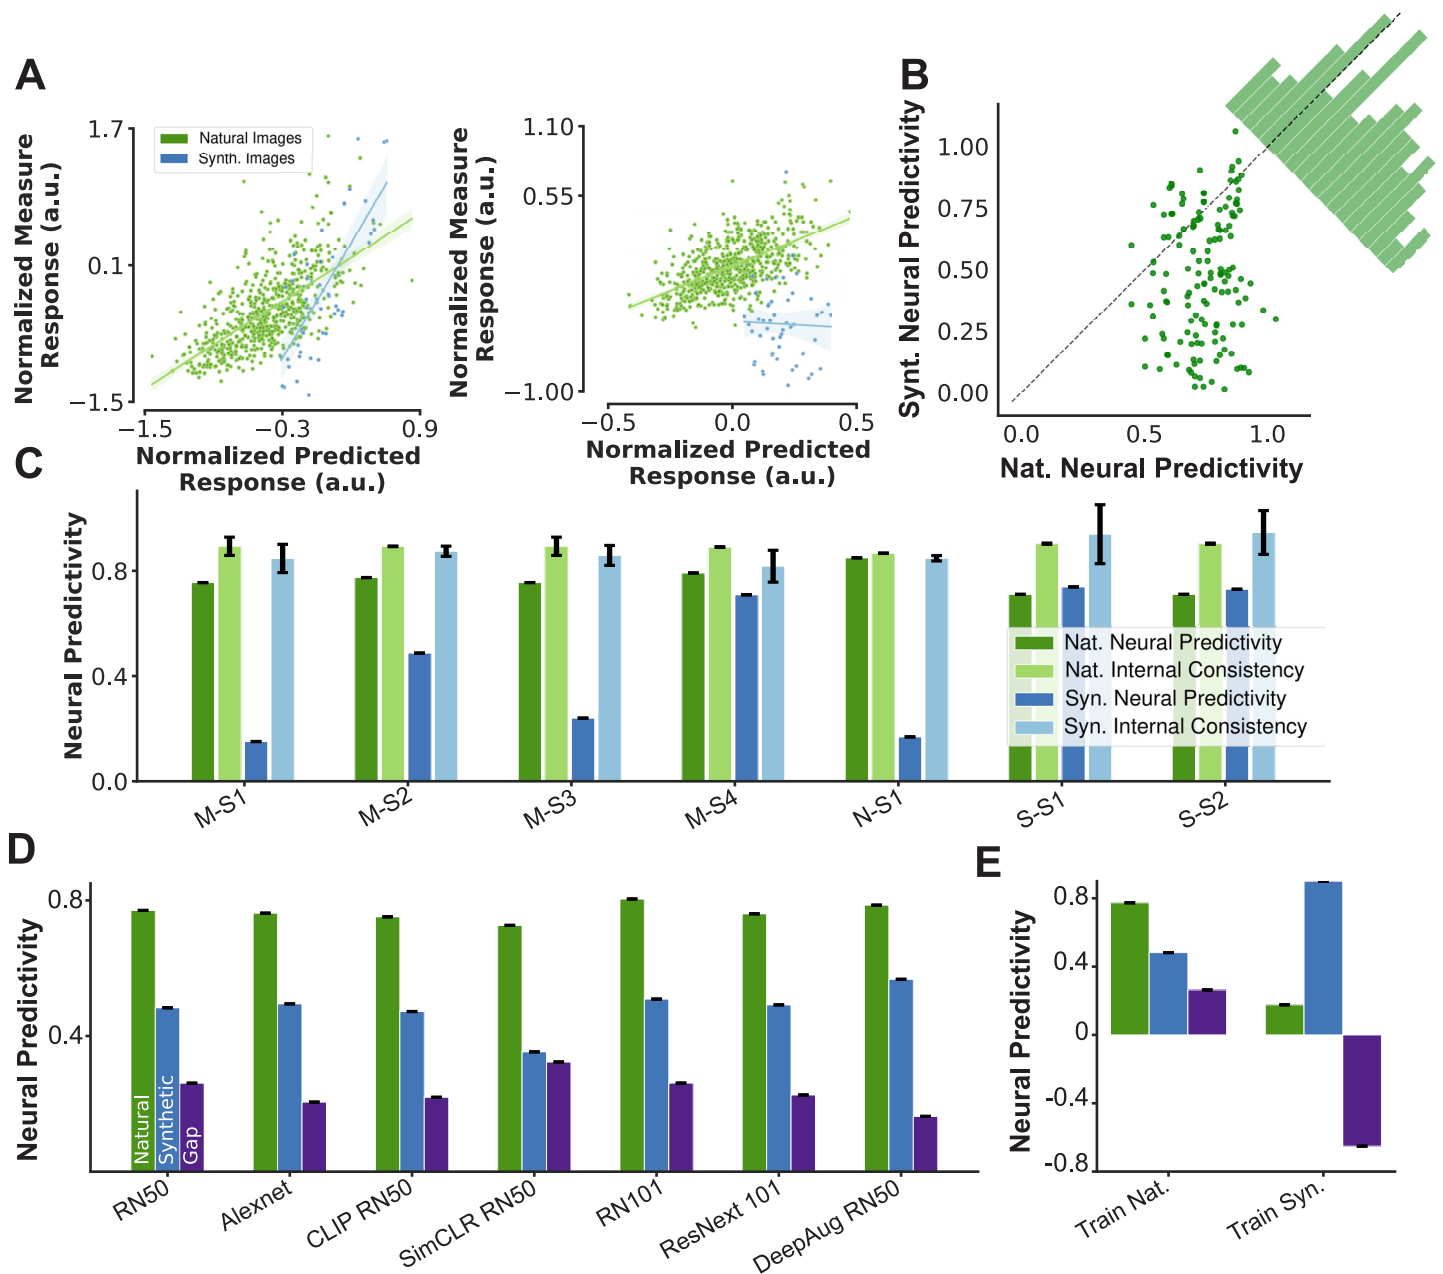 A
Normalized Measure
Response (a.u.)
1.7
0.1
−1.5
Natural Images
Synth. Images
−1.5
−0.3
0.9
Normalized Predicted
Response (a.u.)
Normalized Measure
Response (a.u.)
1.10
0.55
−1.00
−0.5
0.0
0.5
Normalized Predicted
Response (a.u.)
B
Synt. Neural Predictivity
1.00
0.75
0.50
0.25
0.00
0.0
0.5
1.0
Nat. Neural Predictivity
C
Neural Predictivity
0.8
0.4
0.0
Nat. Neural Predictivity
Nat. Internal Consistency
Syn. Neural Predictivity
Syn. Internal Consistency
M-S1
M-S2
M-S3
M-S4
N-S1
S-S1
S-S2
D
Neural Predictivity
0.8
0.4
Natural
Synthetic
Gap
RN50
Alexnet
CLIP RN50
SimCLR RN50
RN101
ResNext 101
DeepAug RN50
E
Neural Predictivity
0.8
0.4
0
-0.4
-0.8
Train Nat.
Train Syn.